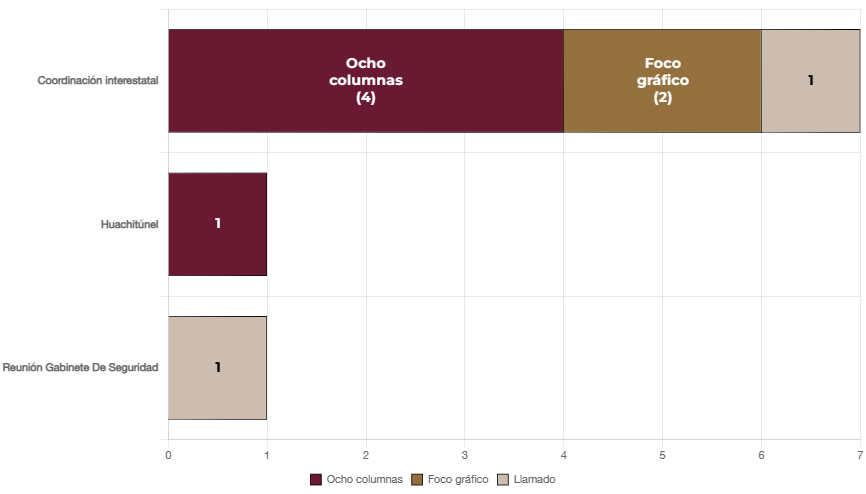 Coordinación interestatal
Ocho
columnas
(4)
Foco
gráfico
(2)
1
Huachitúnel
1
Reunión Gabinete De Seguridad
1
0 1 2 3 4 5 6 7
Ocho columnas Foco gráfico Llamado